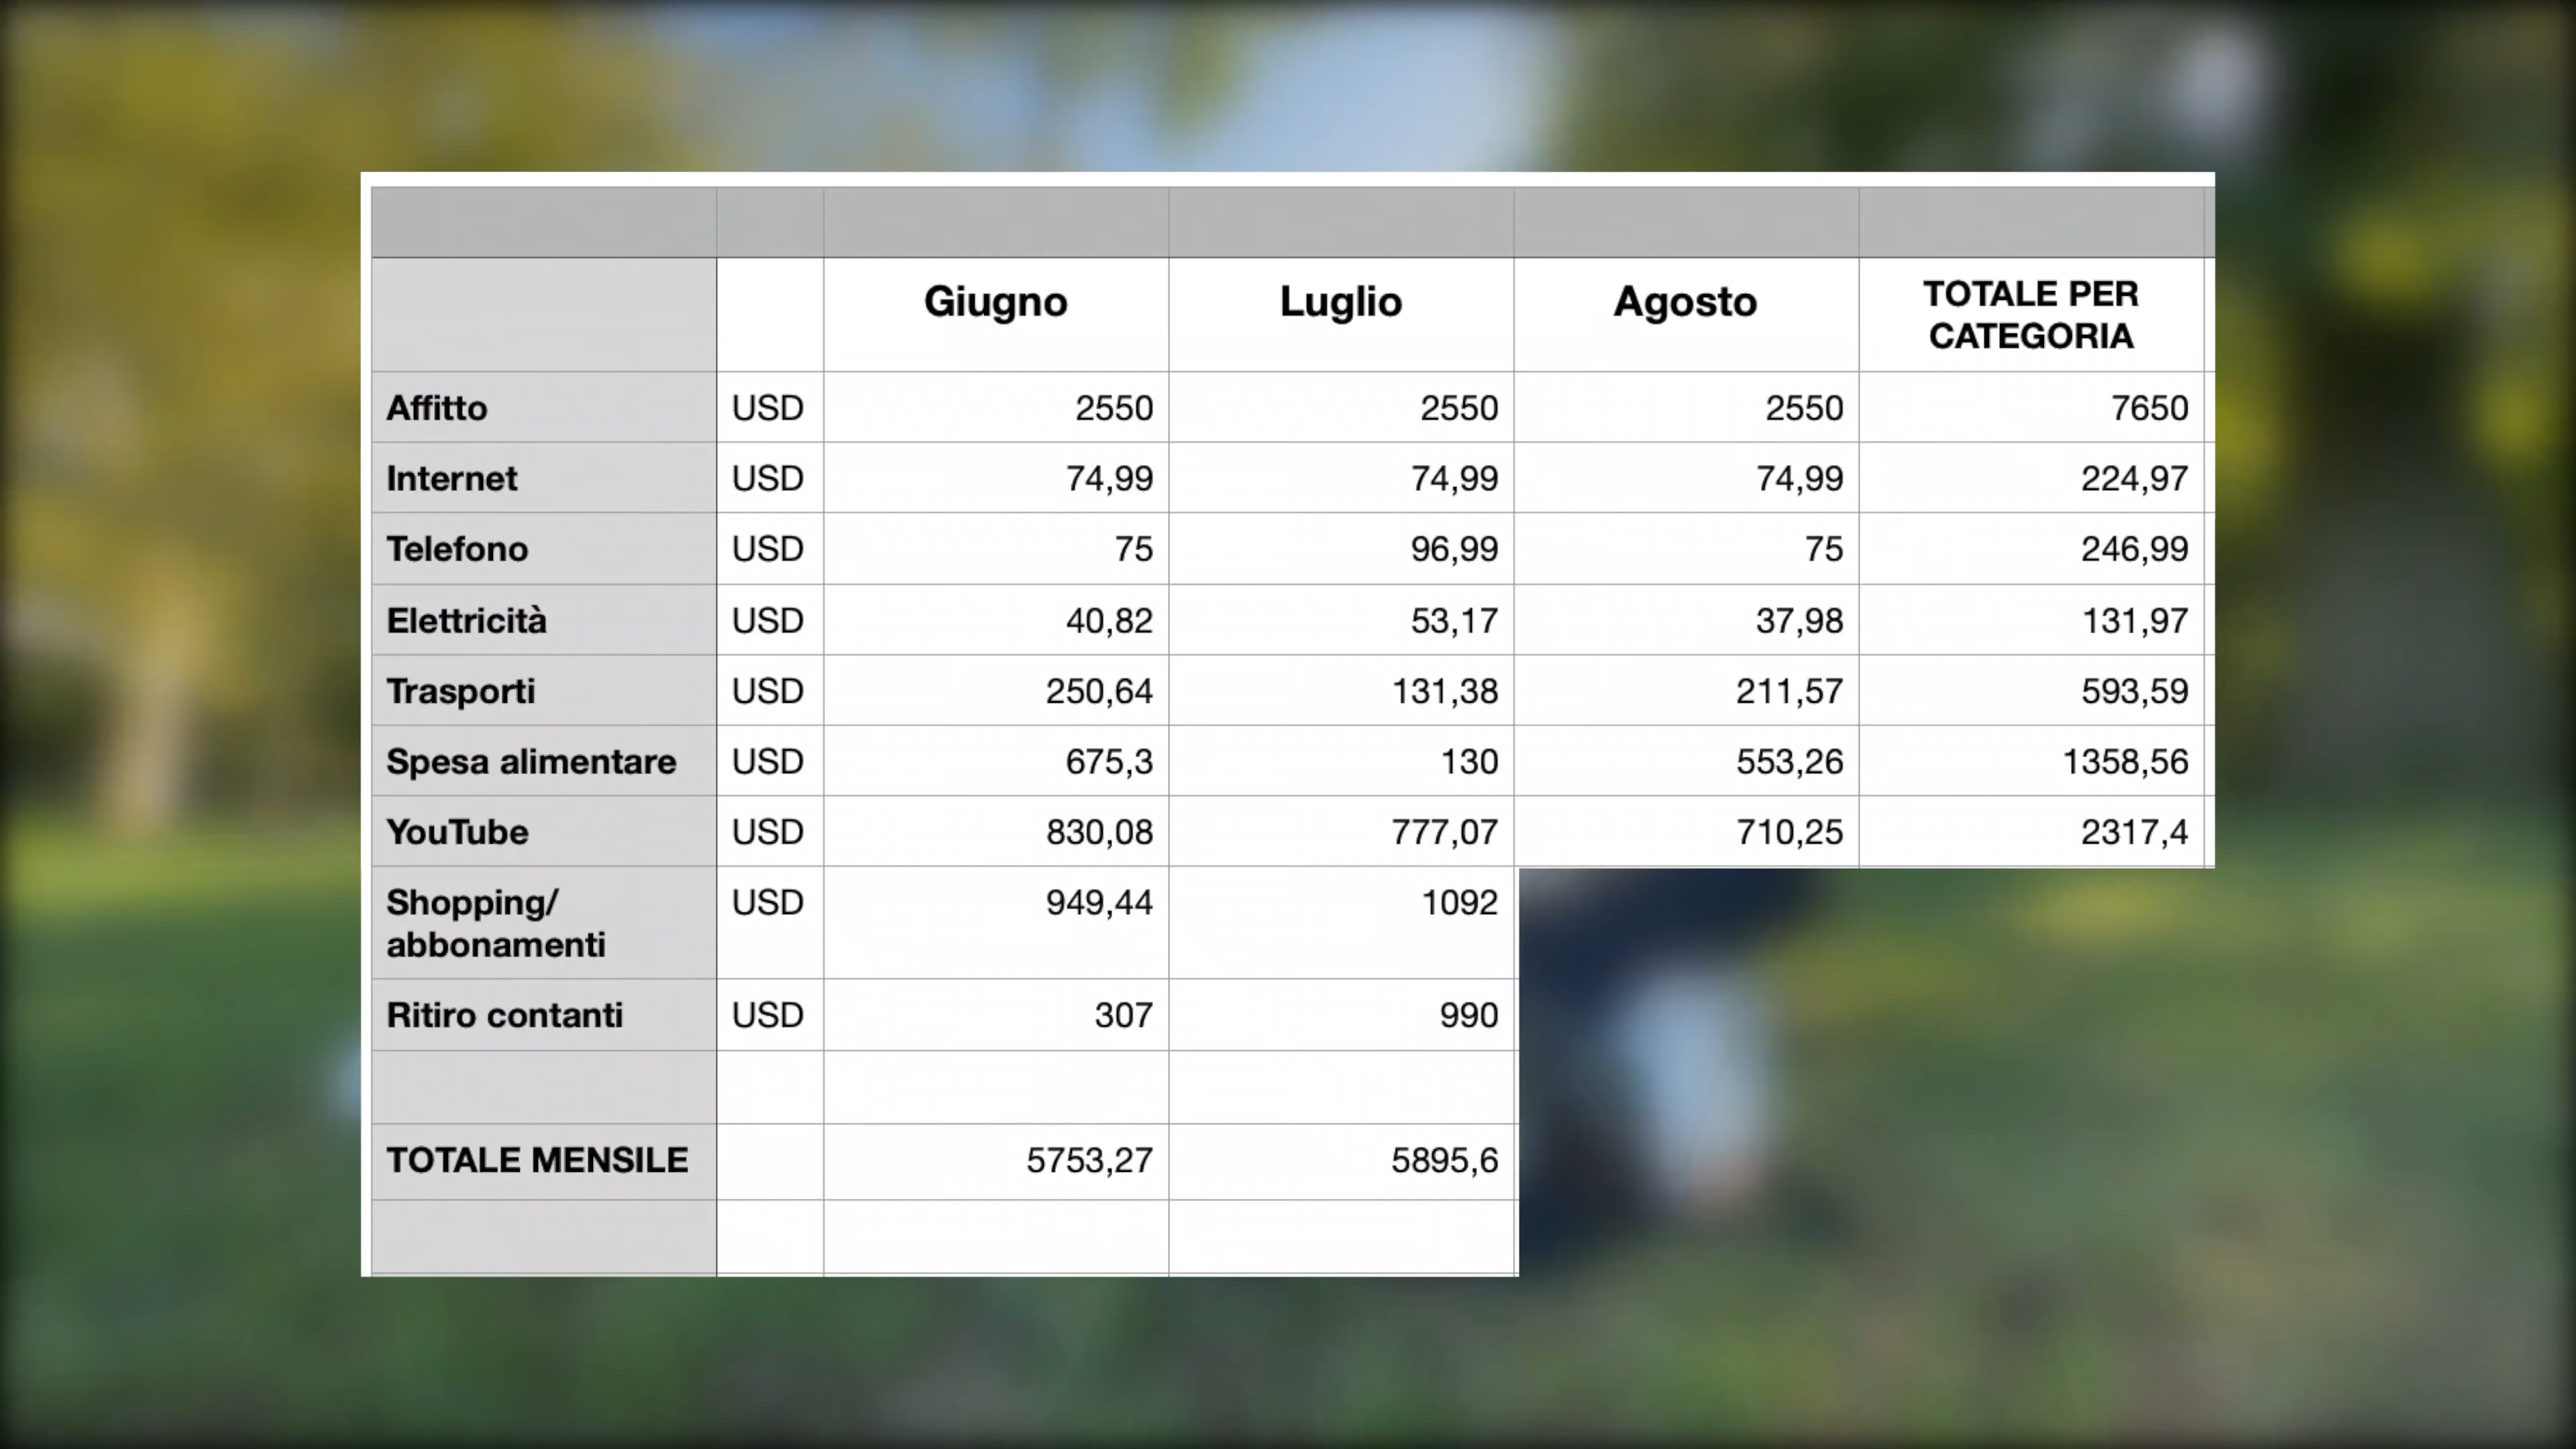 Giugno Luglio Agosto TOTALE PER
CATEGORIA
Affitto USD 2550 2550 2550 7650
Internet USD 74,99 74,99 74,99 224,97
Telefono USD 75 96,99 75 246,99
Elettricità USD 40,82 53,17 37,98 131,97
Trasporti USD 250,64 131,38 211,57 593,59
Spesa alimentare USD 675,3 130 553,26 1358,56
YouTube USD 830,08 777,07 710,25 2317,4
Shopping/ USD 949,44 1092
abbonamenti
Ritiro contanti USD 307 990
TOTALE MENSILE 5753,27 5895,6